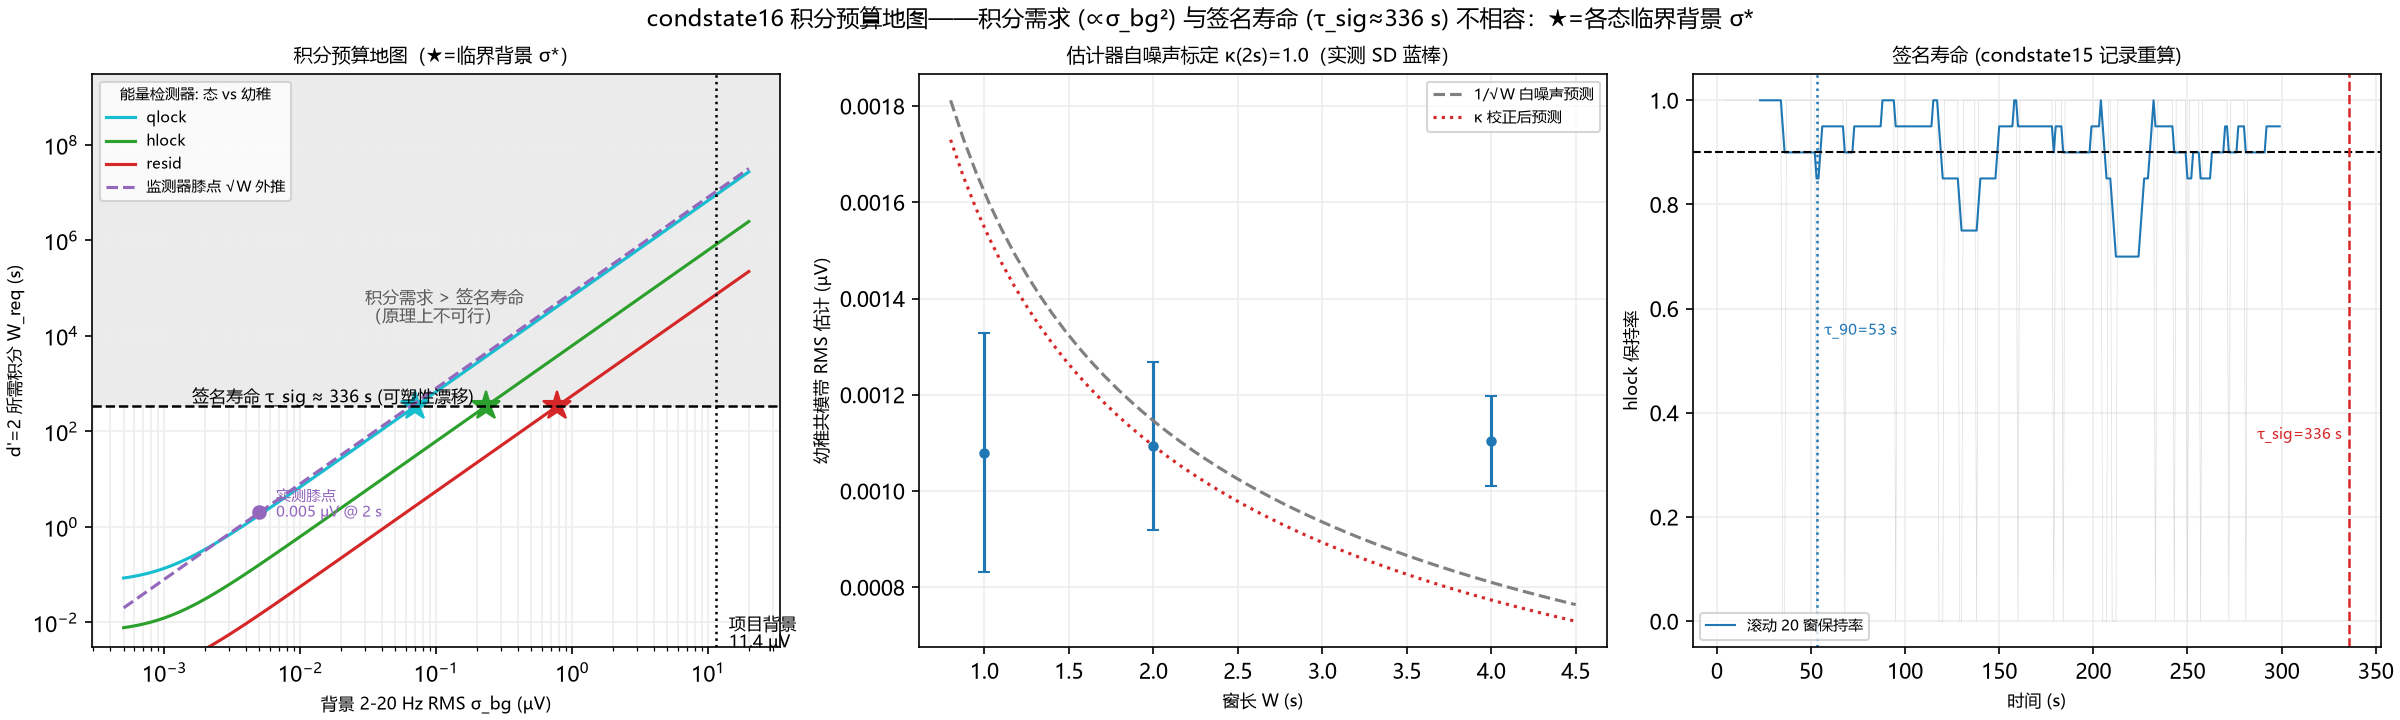 condstate16 积分预算地图——积分需求 (∝σ_bg²) 与签名寿命 (τ_sig≈336 s) 不相容：★=各态临界背景 σ*
积分预算地图（★=临界背景 σ*）
能量检测器: 态 vs 幼稚
qlock
hlock
resid
监测器膝点 √W 外推
积分需求 > 签名寿命
(原理上不可行)
签名寿命 τ_sig ≈ 336 s (可塑性漂移)
实测膝点
0.005 μV @ 2 s
项目背景
11.4 μV
10⁸
10⁶
10⁴
10²
10⁰
10⁻²
10⁻³
10⁻²
10⁻¹
10⁰
10¹
d'=2 所需积分 W_req (s)
背景 2-20 Hz RMS σ_bg (μV)
估计器自噪声标定 κ(2s)=1.0（实测 SD 蓝棒）
1/√W 白噪声预测
κ 校正后预测
0.0018
0.0016
0.0014
0.0012
0.0010
0.0008
1.0
1.5
2.0
2.5
3.0
3.5
4.0
4.5
幼稚共模带 RMS 估计 (μV)
窗长 W (s)
签名寿命 (condstate15 记录重算)
τ_90=53 s
τ_sig=336 s
滚动 20 窗保持率
1.0
0.8
0.6
0.4
0.2
0.0
0
50
100
150
200
250
300
350
hlock 保持率
时间 (s)